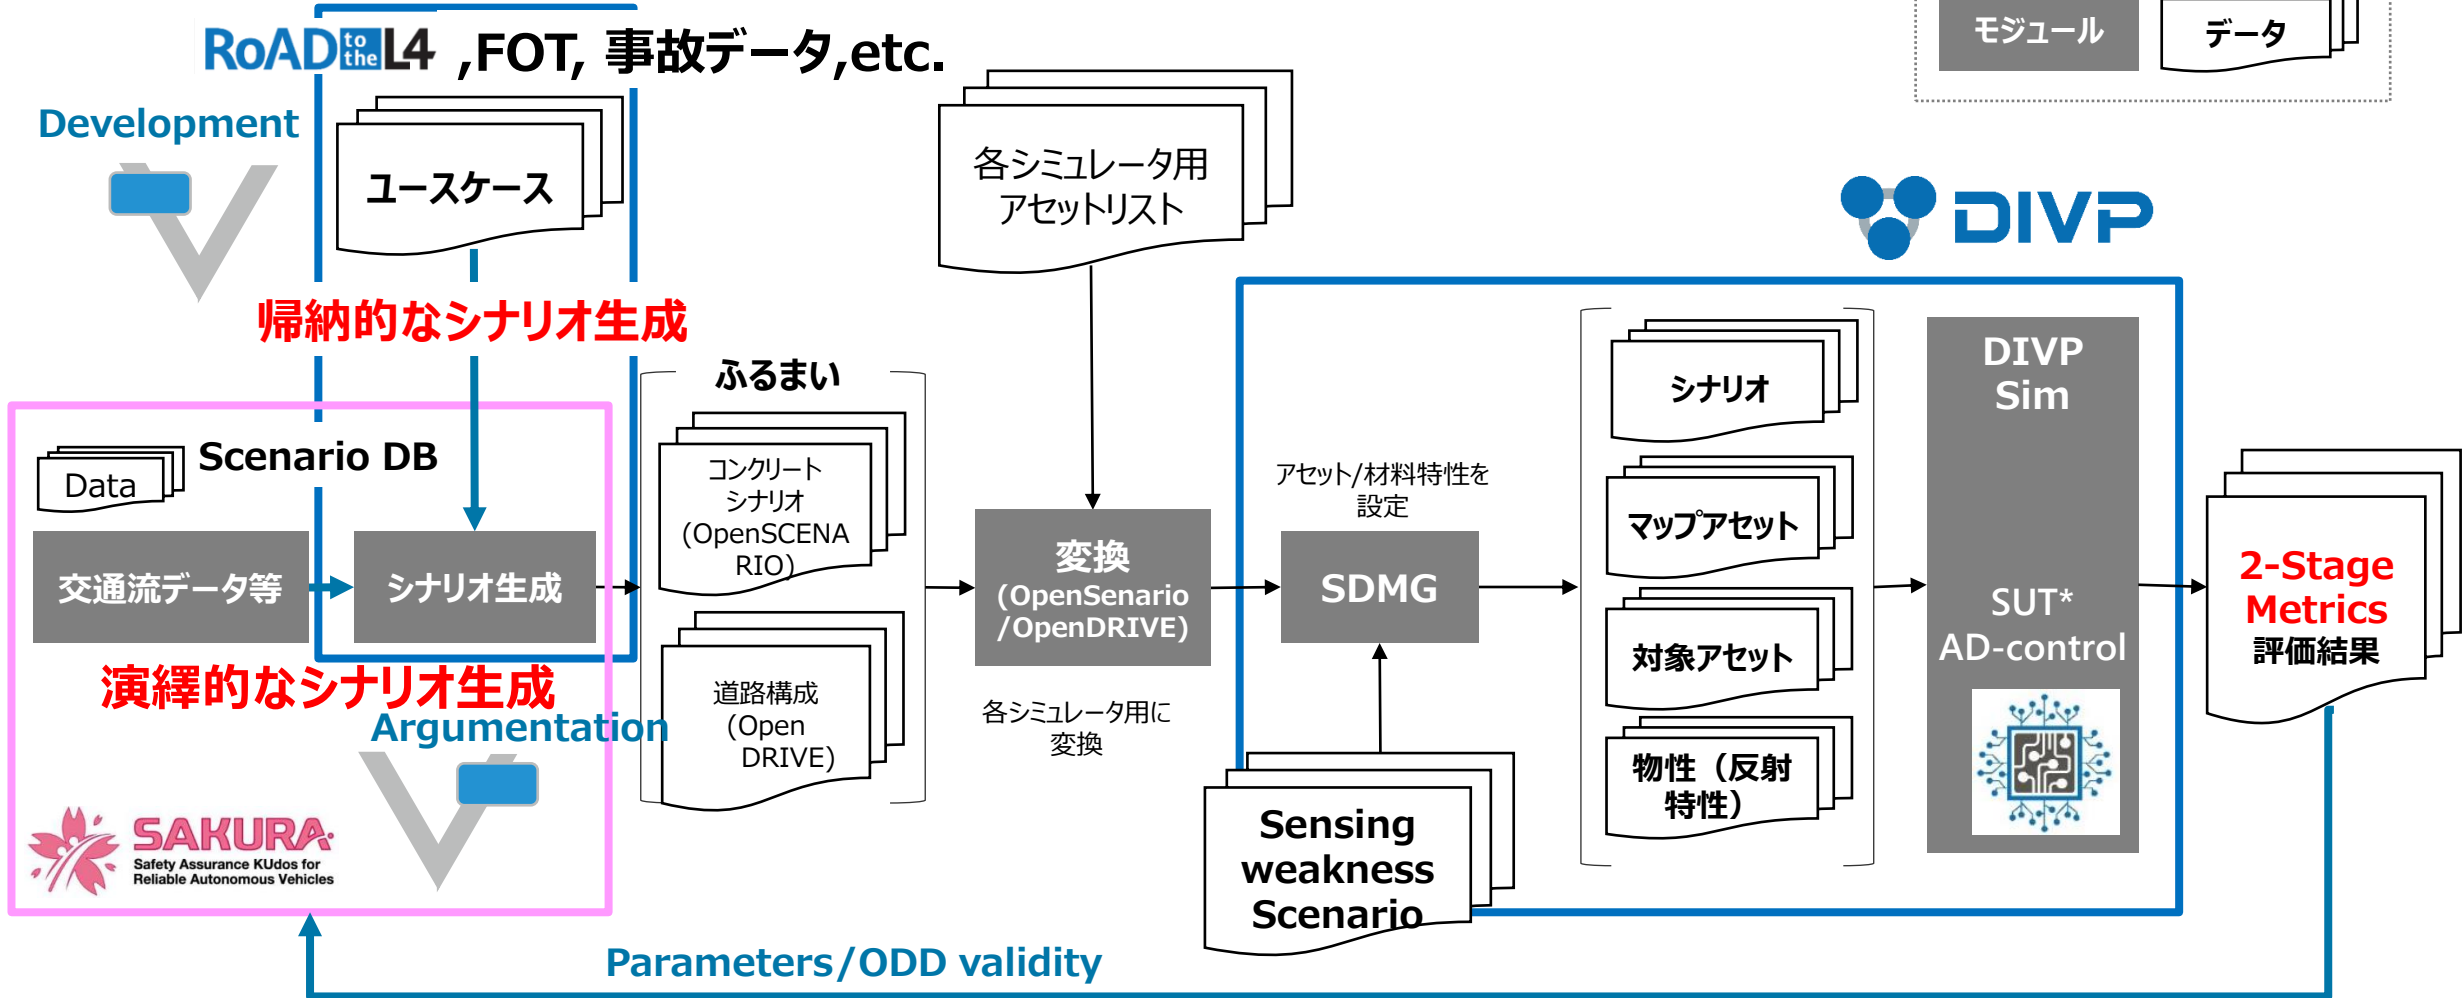 RoAD to the L4 ,FOT, 事故データ,etc.
モジュール
データ
Development
ユースケース
各シミュレータ用
アセットリスト
DIVP
帰納的なシナリオ生成
ふるまい
Scenario DB
Data
コンクリート
シナリオ
(OpenSCENA
RIO)
交通流データ等
シナリオ生成
演繹的なシナリオ生成
Argumentation
道路構成
(Open
DRIVE)
変換
(OpenSenario
/OpenDRIVE)
各シミュレータ用に
変換
アセット/材料特性を
設定
SDMG
シナリオ
マップアセット
対象アセット
物性（反射
特性）
DIVP
Sim
SUT*
AD-control
2-Stage
Metrics
評価結果
Sensing
weakness
Scenario
SAKURA
Safety Assurance KUdos for
Reliable Autonomous Vehicles
Parameters/ODD validity